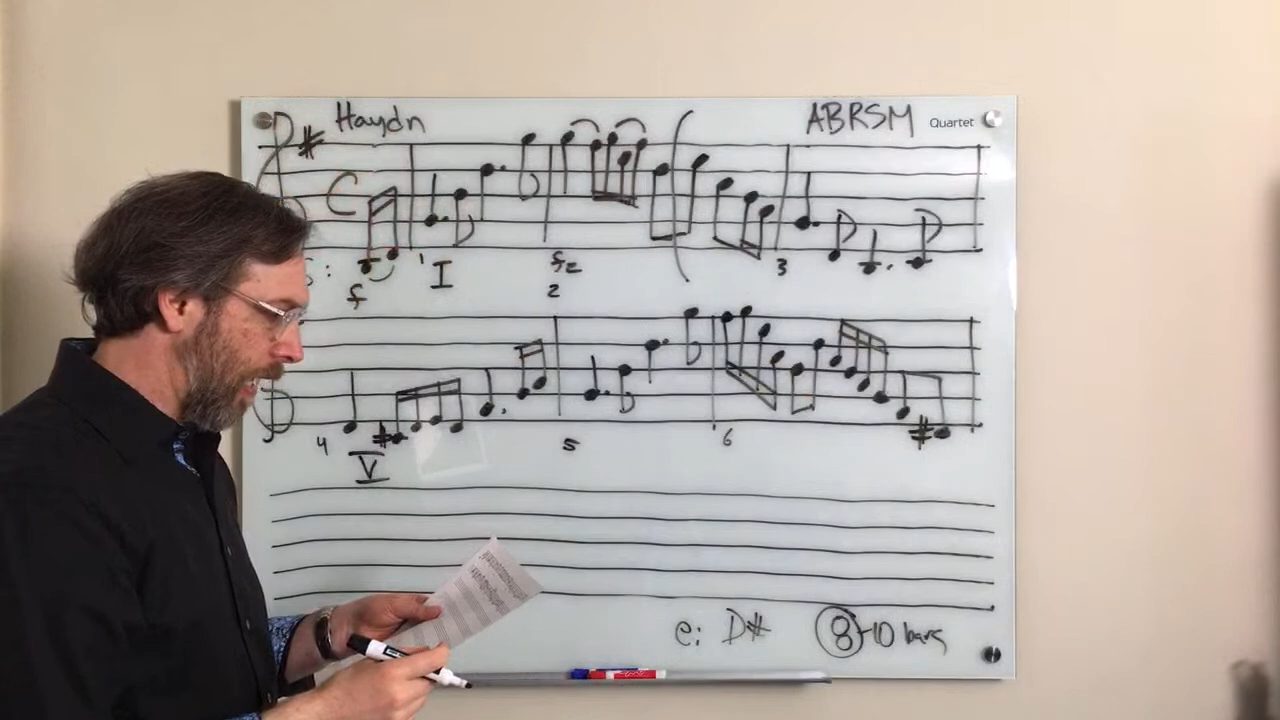 Haydn ABRSM Quartet
#
C
G:
f I fz 3
2
4 # V 5 6 #
e: D# 8-10 bars